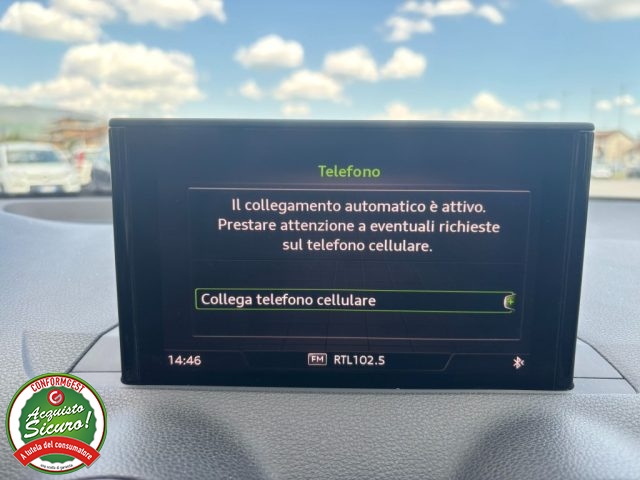 Telefono
Il collegamento automatico è attivo.
Prestare attenzione a eventuali richieste
sul telefono cellulare.
Collega telefono cellulare
14:46
FM RTL102.5
CONFORMGEST
Acquisto
Sicuro!
A tutela del consumatore